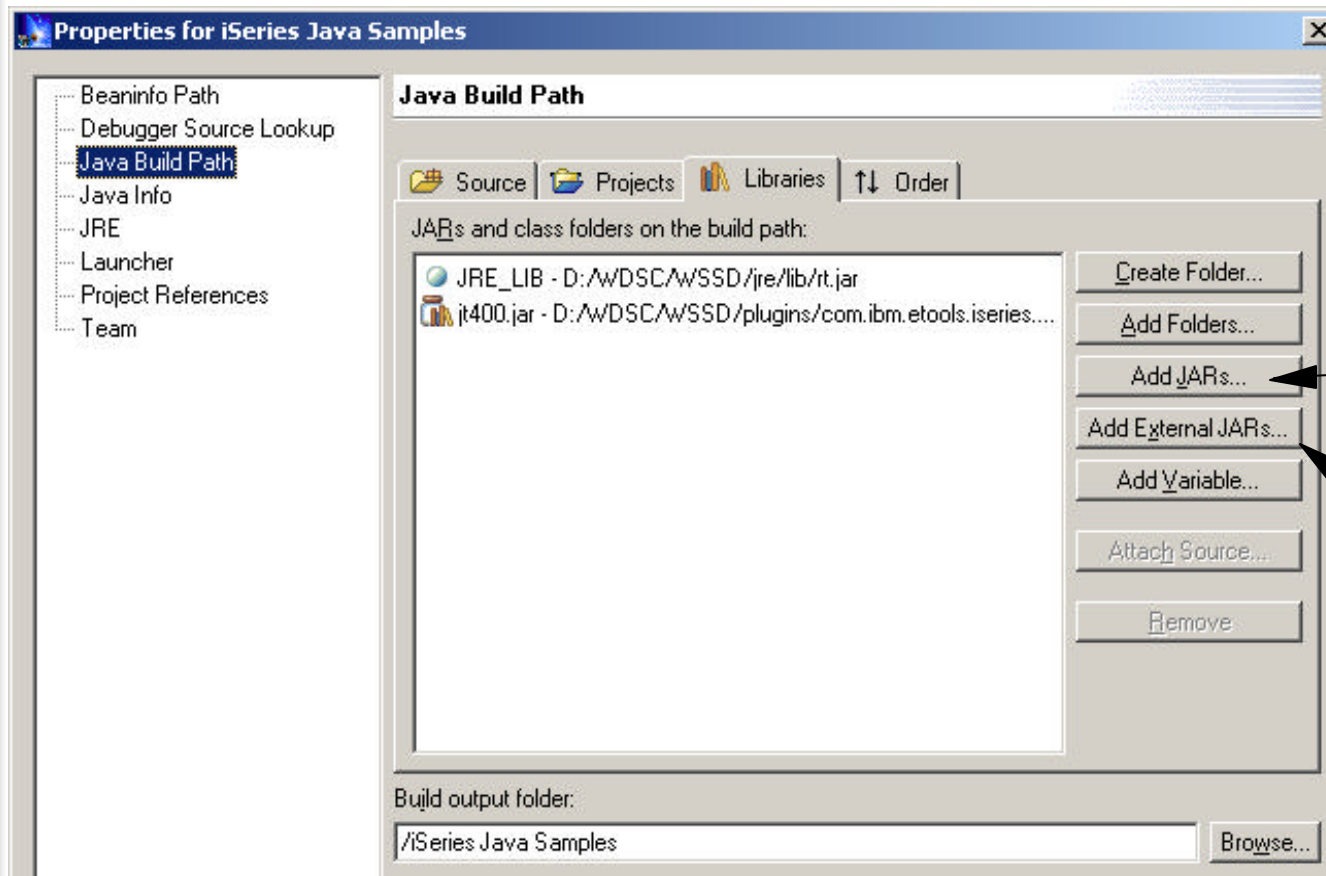 Properties for iSeries Java Samples
Beaninfo Path
Debugger Source Lookup
Java Build Path
Java Info
JRE
Launcher
Project References
Team
Java Build Path
Source
Projects
Libraries
Order
JARs and class folders on the build path:
JRE_LIB - D:/WDSC/WSSD/jre/lib/rt.jar
jt400.jar - D:/WDSC/WSSD/plugins/com.ibm.etools.iseries....
Create Folder...
Add Folders...
Add JARs...
Add External JARs...
Add Variable...
Attach Source...
Remove
Build output folder:
/iSeries Java Samples
Browse...